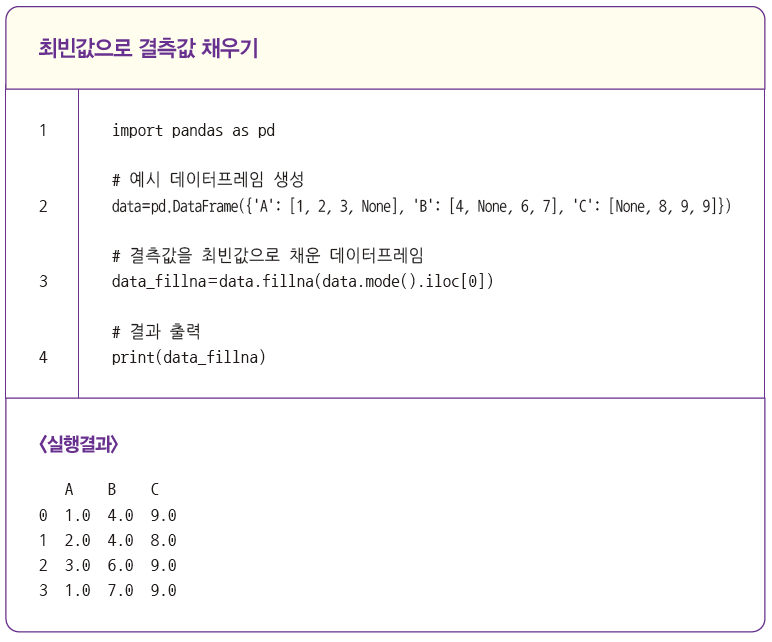 최빈값으로 결측값 채우기
1 import pandas as pd
# 예시 데이터프레임 생성
2 data=pd.DataFrame({'A': [1, 2, 3, None], 'B': [4, None, 6, 7], 'C': [None, 8, 9, 9]})
# 결측값을 최빈값으로 채운 데이터프레임
3 data_fillna=data.fillna(data.mode().iloc[0])
# 결과 출력
4 print(data_fillna)
<실행결과>
A B C
0 1.0 4.0 9.0
1 2.0 4.0 8.0
2 3.0 6.0 9.0
3 1.0 7.0 9.0